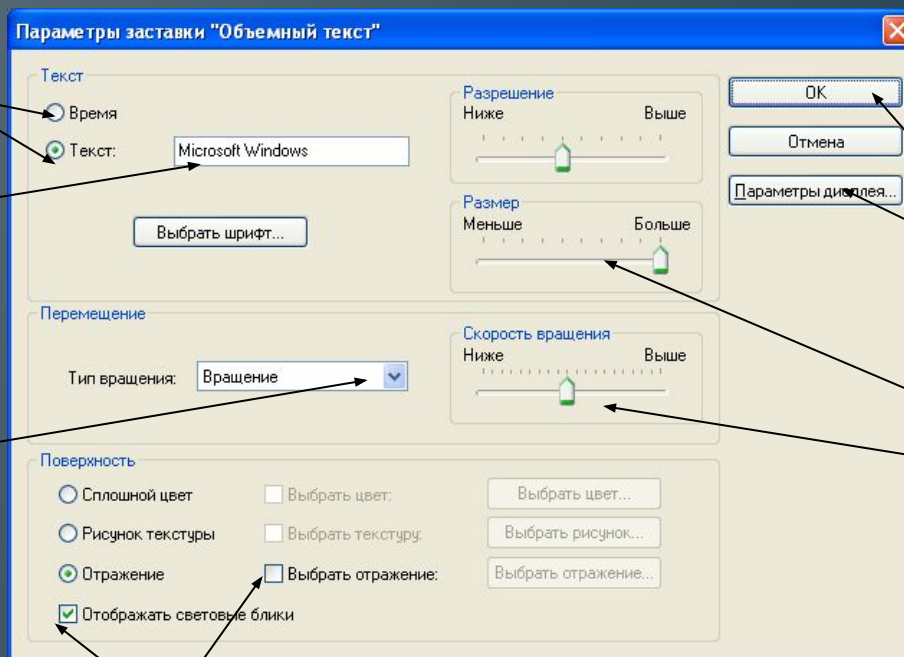 Параметры заставки "Объемный текст"
Текст
Время
Текст: Microsoft Windows
Выбрать шрифт...
Разрешение
Ниже Выше
Размер
Меньше Больше
OK
Отмена
Параметры дисплея...
Перемещение
Тип вращения: Вращение
Скорость вращения
Ниже Выше
Поверхность
Сплошной цвет Выбрать цвет: Выбрать цвет...
Рисунок текстуры Выбрать текстуру: Выбрать рисунок...
Отражение Выбрать отражение: Выбрать отражение...
Отображать световые блики